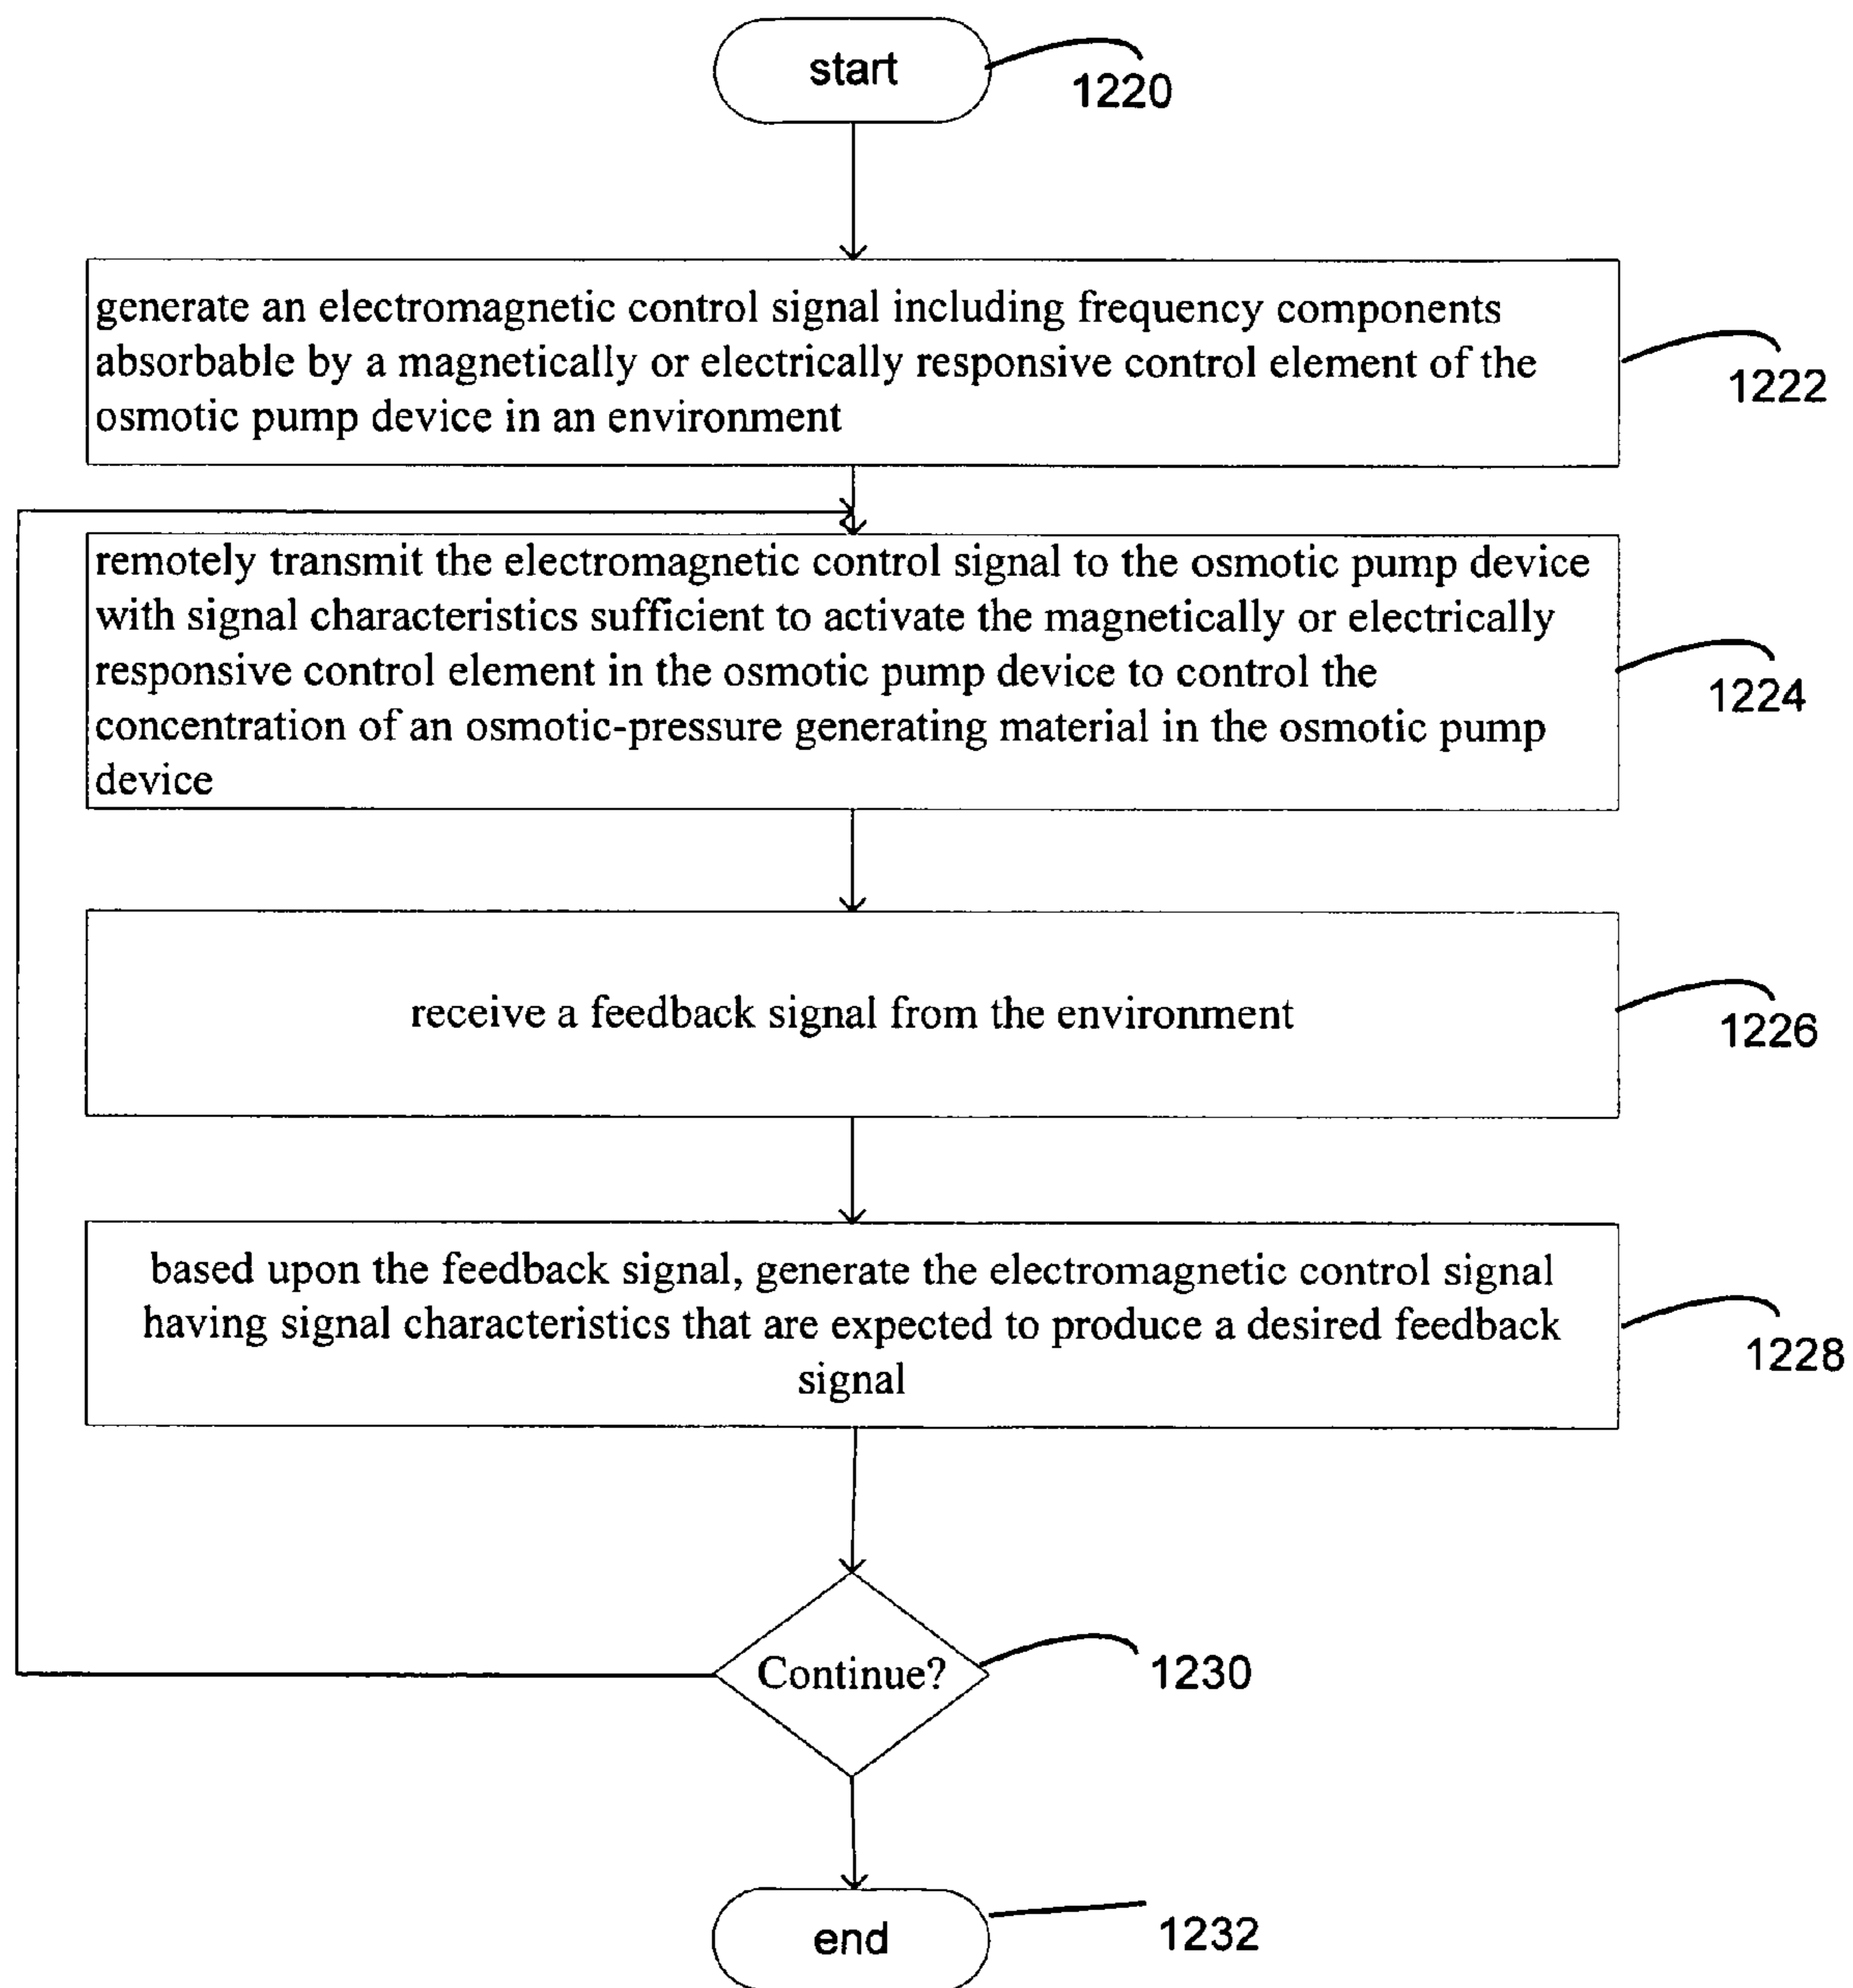 start
1220
generate an electromagnetic control signal including frequency components
absorbable by a magnetically or electrically responsive control element of the
osmotic pump device in an environment
1222
remotely transmit the electromagnetic control signal to the osmotic pump device
with signal characteristics sufficient to activate the magnetically or electrically
responsive control element in the osmotic pump device to control the
concentration of an osmotic-pressure generating material in the osmotic pump
device
1224
receive a feedback signal from the environment
1226
based upon the feedback signal, generate the electromagnetic control signal
having signal characteristics that are expected to produce a desired feedback
signal
1228
Continue?
1230
end
1232